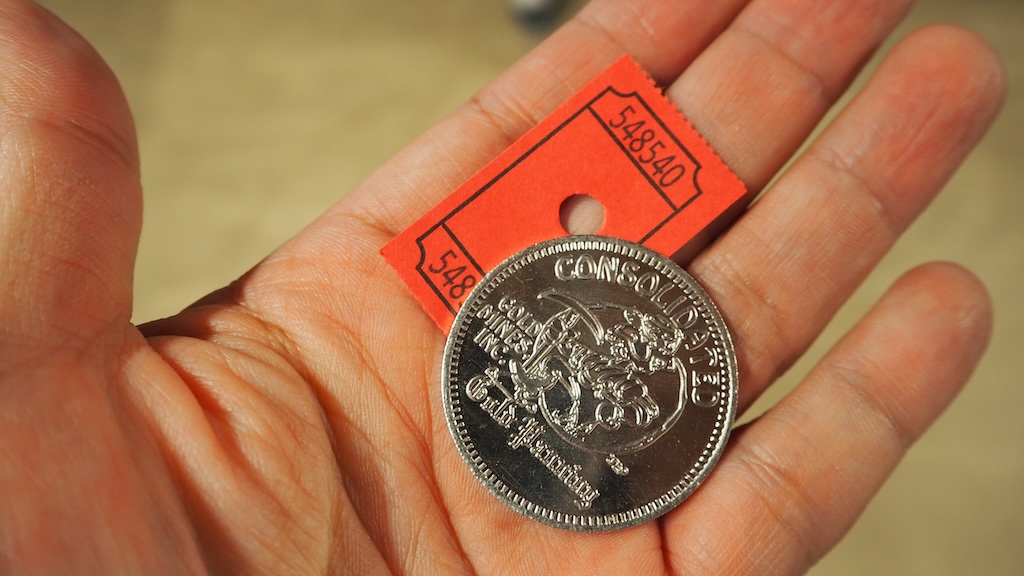 548540
548
CONSOLIDATED
GOLD
MINES
INC.